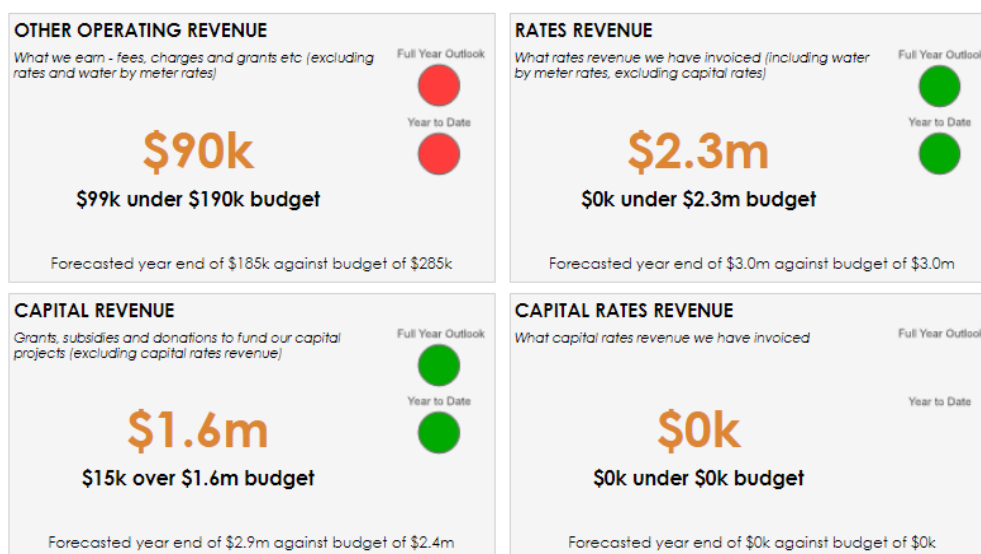 OTHER OPERATING REVENUE
What we earn - fees, charges and grants etc (excluding
rates and water by meter rates)
Full Year Outlook
Year to Date
$90k
$99k under $190k budget
Forecasted year end of $185k against budget of $285k
RATES REVENUE
What rates revenue we have invoiced (including water
by meter rates, excluding capital rates)
Full Year Outlook
Year to Date
$2.3m
$0k under $2.3m budget
Forecasted year end of $3.0m against budget of $3.0m
CAPITAL REVENUE
Grants, subsidies and donations to fund our capital
projects (excluding capital rates revenue)
Full Year Outlook
Year to Date
$1.6m
$15k over $1.6m budget
Forecasted year end of $2.9m against budget of $2.4m
CAPITAL RATES REVENUE
What capital rates revenue we have invoiced
Full Year Outlook
Year to Date
$0k
$0k under $0k budget
Forecasted year end of $0k against budget of $0k